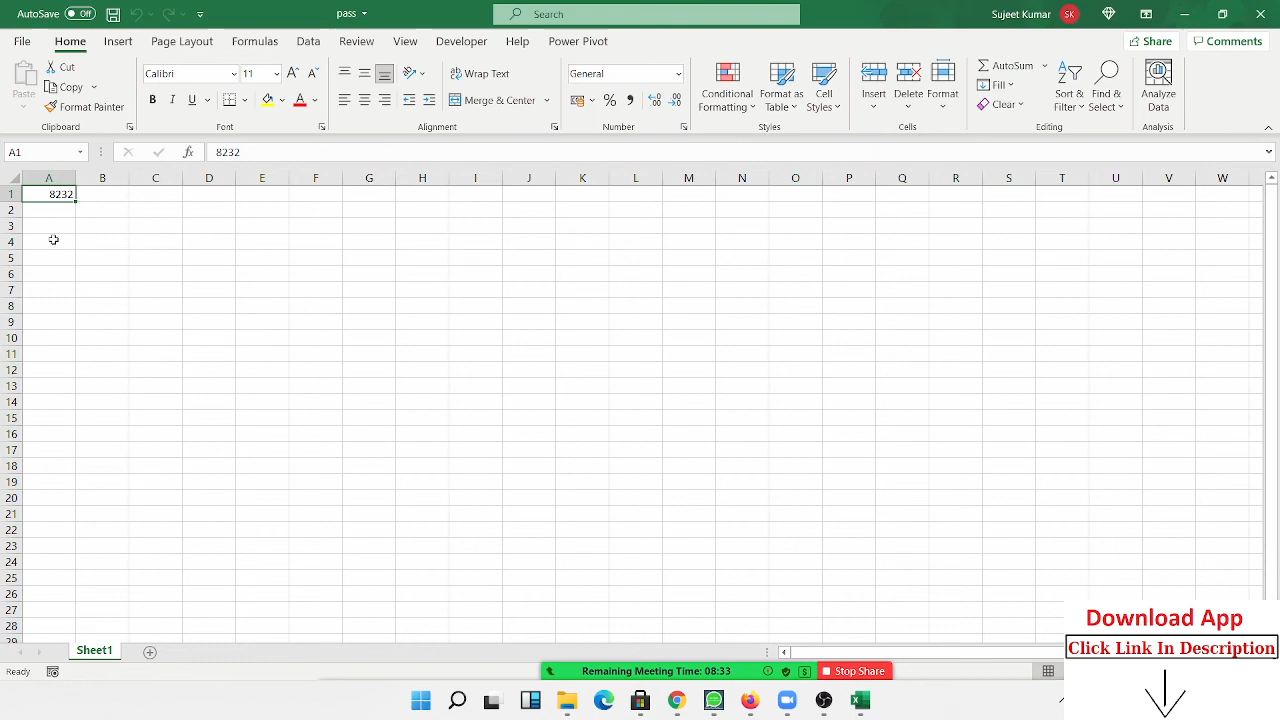 AutoSave Off pass Search Sujeet Kumar SK
File Home Insert Page Layout Formulas Data Review View Developer Help Power Pivot Share Comments
Paste Cut Copy Format Painter Clipboard
Calibri 11 B I U A Font
Wrap Text Merge & Center Alignment
General % Number
Conditional Formatting Format as Table Cell Styles Styles
Insert Delete Format Cells
AutoSum Fill Clear Sort & Filter Find & Select Editing
Analyze Data Analysis
A1 fx 8232
A B C D E F G H I J K L M N O P Q R S T U V W
1 8232
2
3
4
5
6
7
8
9
10
11
12
13
14
15
16
17
18
19
20
21
22
23
24
25
26
27
28
29
Sheet1
Ready
Remaining Meeting Time: 08:33 Stop Share
Download App
Click Link In Description